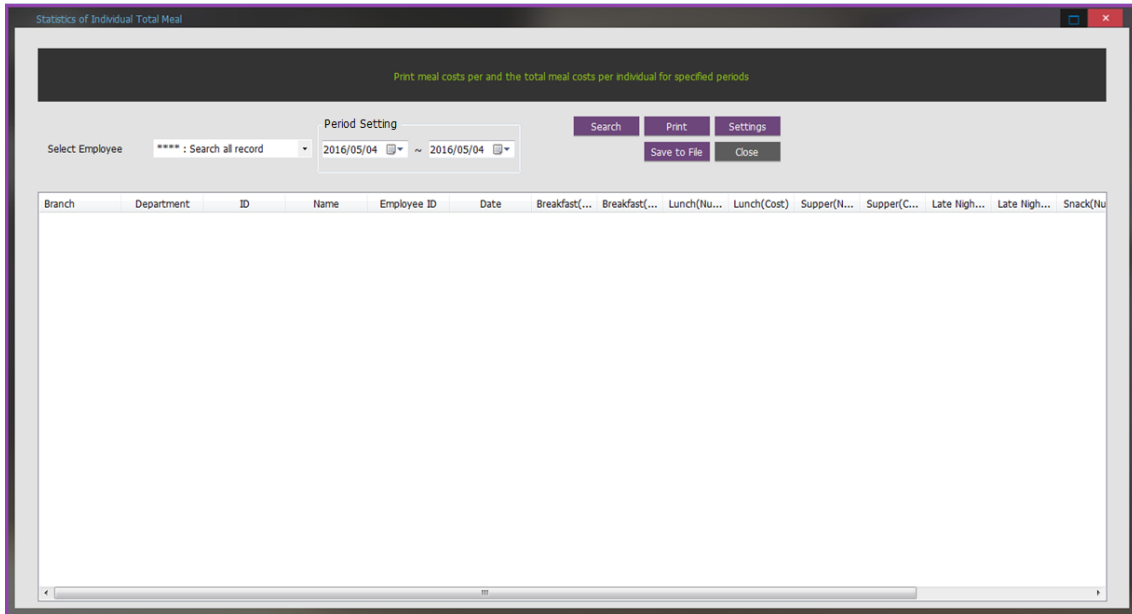 Statistics of Individual Total Meal
Print meal costs per and the total meal costs per individual for specified periods
Period Setting
Search Print Settings
Select Employee **** : Search all record 2016/05/04 ~ 2016/05/04
Save to File Close
Branch Department ID Name Employee ID Date Breakfast(... Breakfast(... Lunch(Nu... Lunch(Cost) Supper(N... Supper(C... Late Nigh... Late Nigh... Snack(Nu